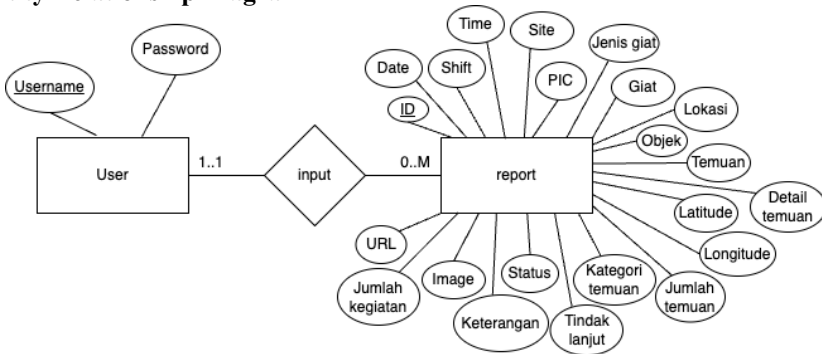 Time
Site
Password
Jenis giat
Date
Shift
PIC
Giat
Username
ID
Lokasi
Objek
User
1..1
input
0..M
report
Temuan
Detail
temuan
Latitude
URL
Longitude
Jumlah
kegiatan
Image
Status
Kategori
temuan
Jumlah
temuan
Keterangan
Tindak
lanjut